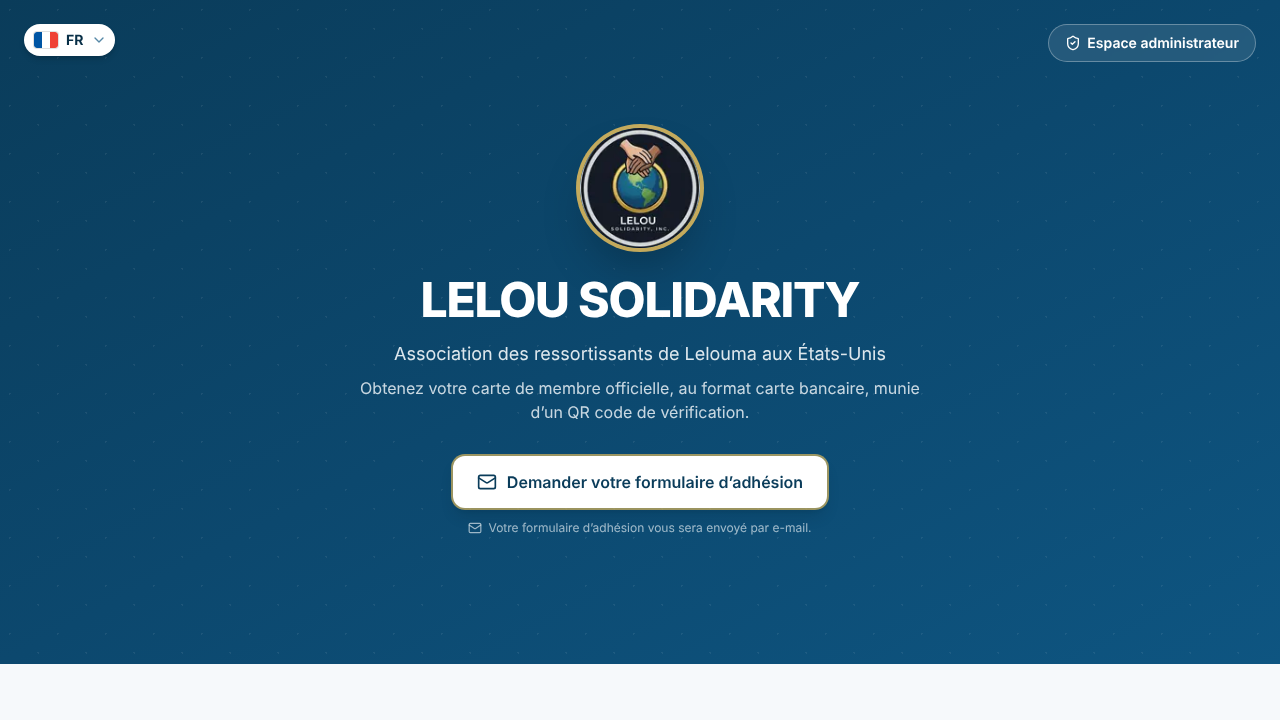 FR
Espace administrateur
LELOU
SOLIDARITY, INC.
LELOU SOLIDARITY
Association des ressortissants de Lelouma aux États-Unis
Obtenez votre carte de membre officielle, au format carte bancaire, munie
d’un QR code de vérification.
Demander votre formulaire d’adhésion
Votre formulaire d’adhésion vous sera envoyé par e-mail.